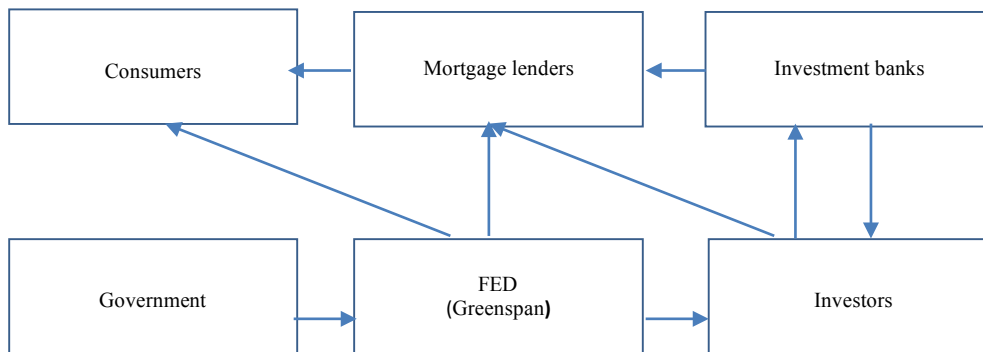 Consumers
Mortgage lenders
Investment banks
Government
FED
(Greenspan)
Investors